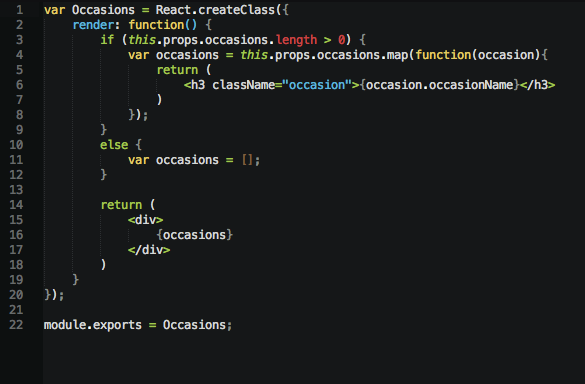 1 var Occasions = React.createClass({
2     render: function() {
3         if (this.props.occasions.length > 0) {
4             var occasions = this.props.occasions.map(function(occasion){
5                 return (
6                     <h3 className="occasion">{occasion.occasionName}</h3>
7                 )
8             });
9         }
10         else {
11             var occasions = [];
12         }
13
14         return (
15             <div>
16                 {occasions}
17             </div>
18         )
19     }
20 });
21
22 module.exports = Occasions;